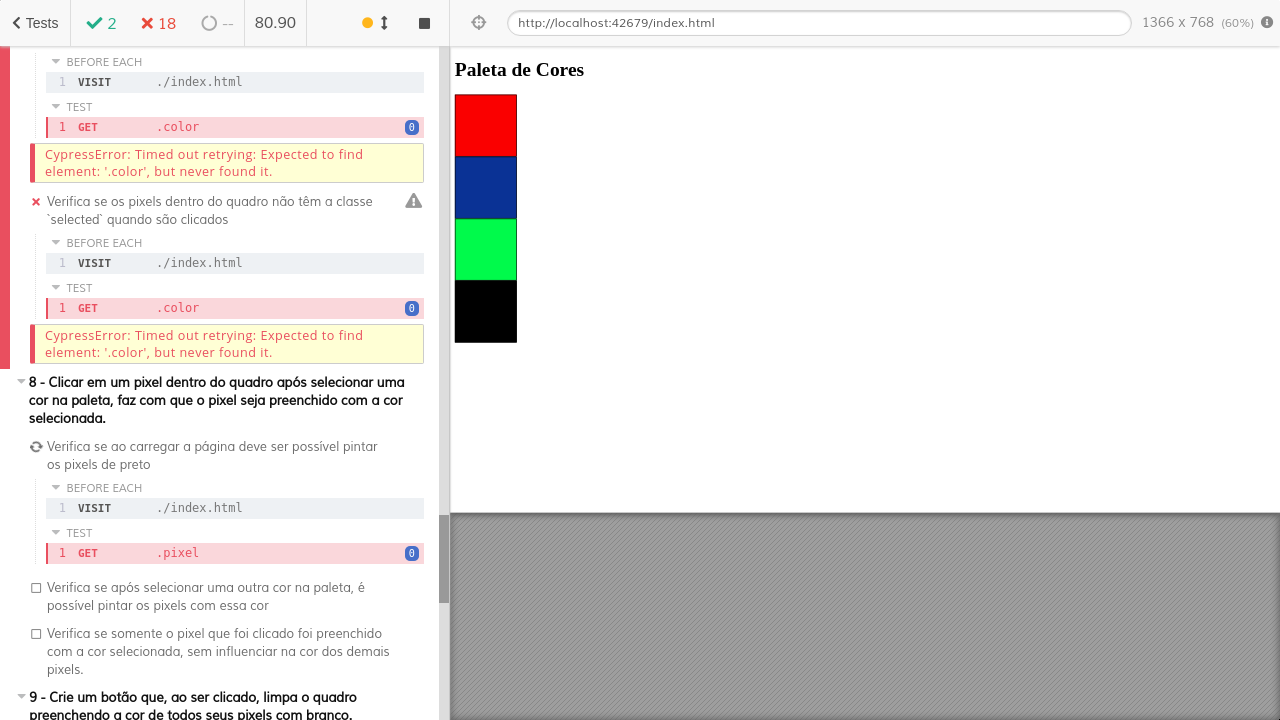 Tests
2
18
--
80.90
http://localhost:42679/index.html
1366 x 768 (60%)
BEFORE EACH
1 VISIT ./index.html
TEST
1 GET .color 0
CypressError: Timed out retrying: Expected to find
element: '.color', but never found it.
Verifica se os pixels dentro do quadro não têm a classe
`selected` quando são clicados
BEFORE EACH
1 VISIT ./index.html
TEST
1 GET .color 0
CypressError: Timed out retrying: Expected to find
element: '.color', but never found it.
8 - Clicar em um pixel dentro do quadro após selecionar uma
cor na paleta, faz com que o pixel seja preenchido com a cor
selecionada.
Verifica se ao carregar a página deve ser possível pintar
os pixels de preto
BEFORE EACH
1 VISIT ./index.html
TEST
1 GET .pixel 0
Verifica se após selecionar uma outra cor na paleta, é
possível pintar os pixels com essa cor
Verifica se somente o pixel que foi clicado foi preenchido
com a cor selecionada, sem influenciar na cor dos demais
pixels.
9 - Crie um botão que, ao ser clicado, limpa o quadro
preenchendo a cor de todos seus pixels com branco.
Paleta de Cores